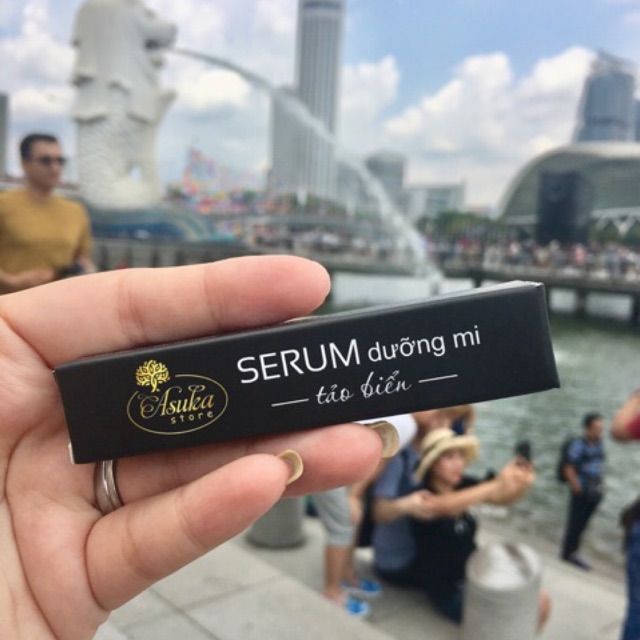 Asuka
store
SERUM dưỡng mi
tảo biển